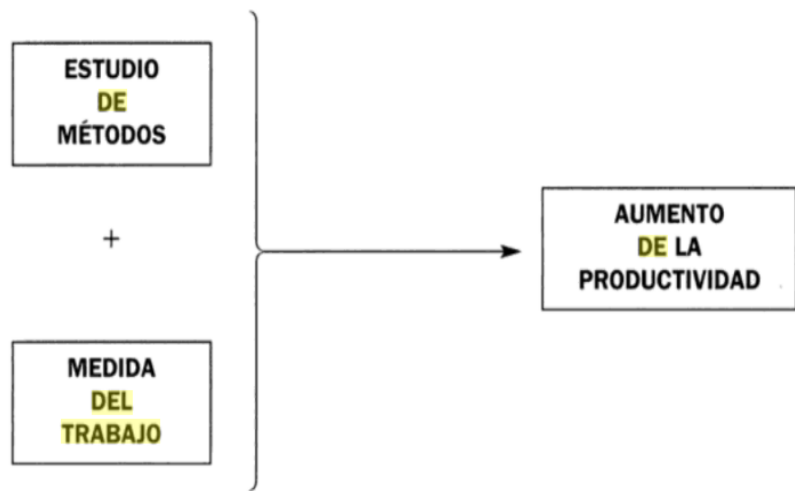 ESTUDIO
DE
MÉTODOS
+
MEDIDA
DEL
TRABAJO
AUMENTO
DE LA
PRODUCTIVIDAD